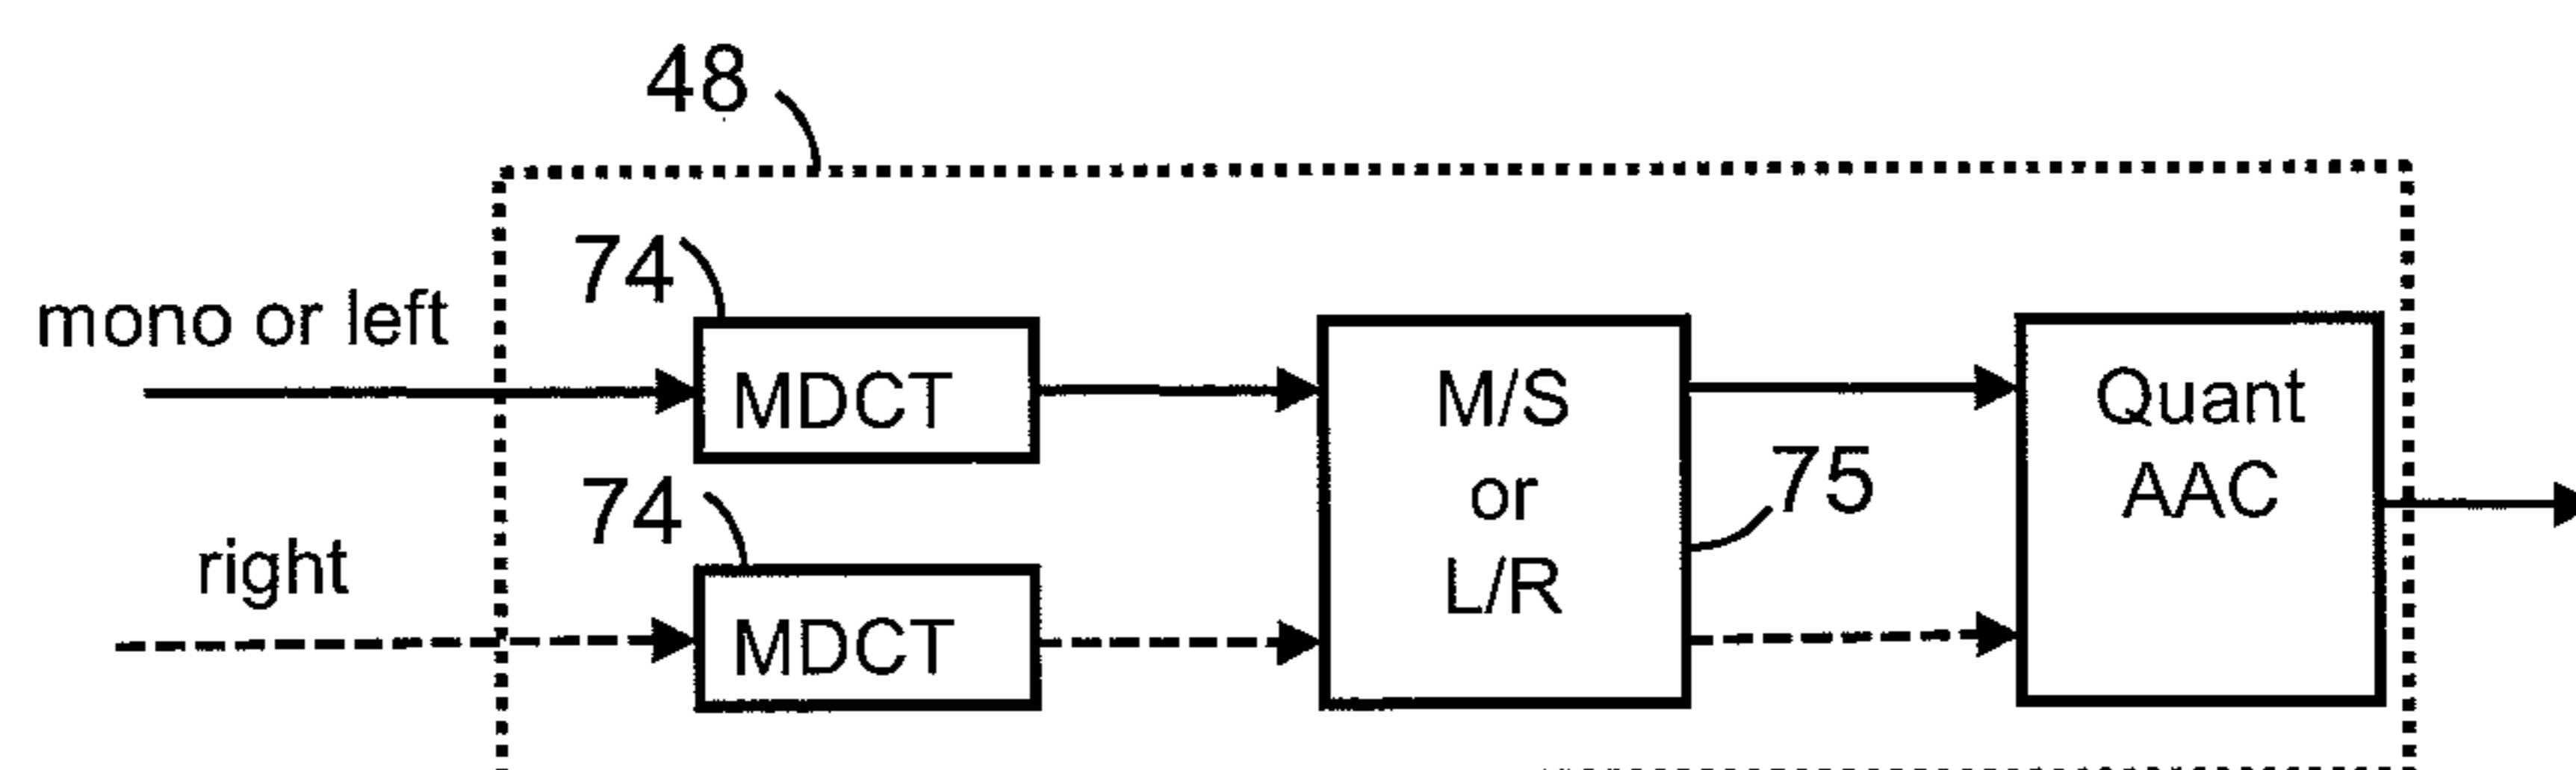 48
74
mono or left
MDCT
M/S
or
L/R
Quant
AAC
75
74
right
MDCT